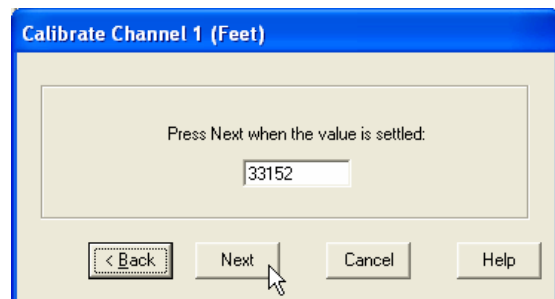 Calibrate Channel 1 (Feet)
Press Next when the value is settled:
33152
< Back Next Cancel Help